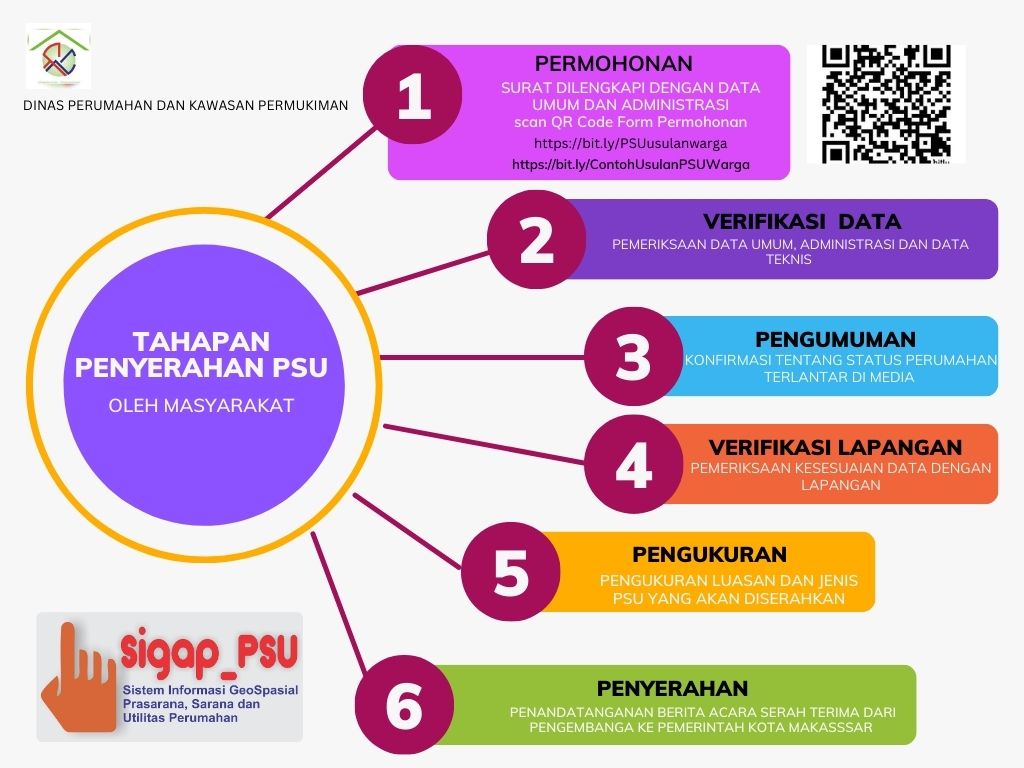 DINAS PERUMAHAN DAN KAWASAN PERMUKIMAN
TAHAPAN
PENYERAHAN PSU
OLEH MASYARAKAT
1
PERMOHONAN
SURAT DILENGKAPI DENGAN DATA
UMUM DAN ADMINISTRASI
scan QR Code Form Permohonan
https://bit.ly/PSUusulanwarga
https://bit.ly/ContohUsulanPSUWarga
2
VERIFIKASI DATA
PEMERIKSAAN DATA UMUM, ADMINISTRASI DAN DATA
TEKNIS
3
PENGUMUMAN
KONFIRMASI TENTANG STATUS PERUMAHAN
TERLANTAR DI MEDIA
4
VERIFIKASI LAPANGAN
PEMERIKSAAN KESESUAIAN DATA DENGAN
LAPANGAN
5
PENGUKURAN
PENGUKURAN LUASAN DAN JENIS
PSU YANG AKAN DISERAHKAN
6
PENYERAHAN
PENANDATANGANAN BERITA ACARA SERAH TERIMA DARI
PENGEMBANGA KE PEMERINTAH KOTA MAKASSSAR
Sigap_PSU
Sistem Informasi GeoSpasial
Prasarana, Sarana dan
Utilitas Perumahan